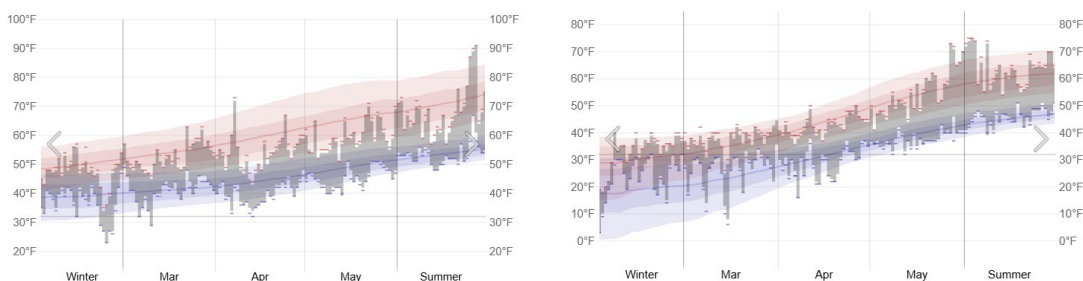 100°F 100°F
90°F 90°F
80°F 80°F
70°F 70°F
60°F 60°F
50°F 50°F
40°F 40°F
30°F 30°F
20°F 20°F
Winter Mar Apr May Summer
80°F 80°F
70°F 70°F
60°F 60°F
50°F 50°F
40°F 40°F
30°F 30°F
20°F 20°F
10°F 10°F
0°F 0°F
Winter Mar Apr May Summer